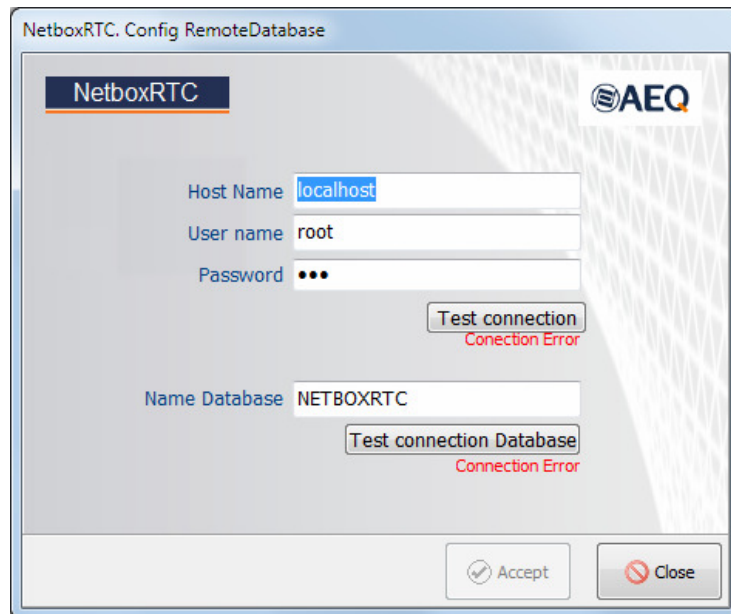 NetboxRTC. Config RemoteDatabase
NetboxRTC
AEQ
Host Name localhost
User name root
Password •••
Test connection
Conection Error
Name Database NETBOXRTC
Test connection Database
Connection Error
Accept Close